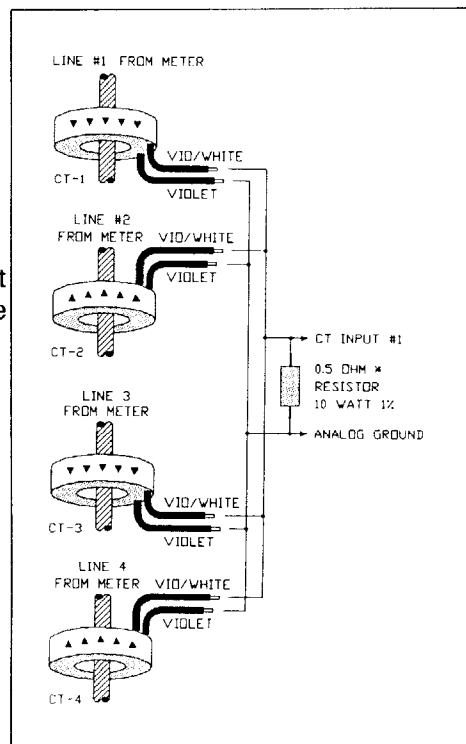 LINE #1 FROM METER
VIO/WHITE
VIOLET
CT-1
LINE #2
FROM METER
VIO/WHITE
VIOLET
t
e
CT-2
CT INPUT #1
0.5 OHM *
RESISTOR
10 WATT 1%
ANALOG GROUND
LINE 3
FROM METER
VIO/WHITE
VIOLET
CT-3
LINE 4
FROM METER
VIO/WHITE
VIOLET
CT-4